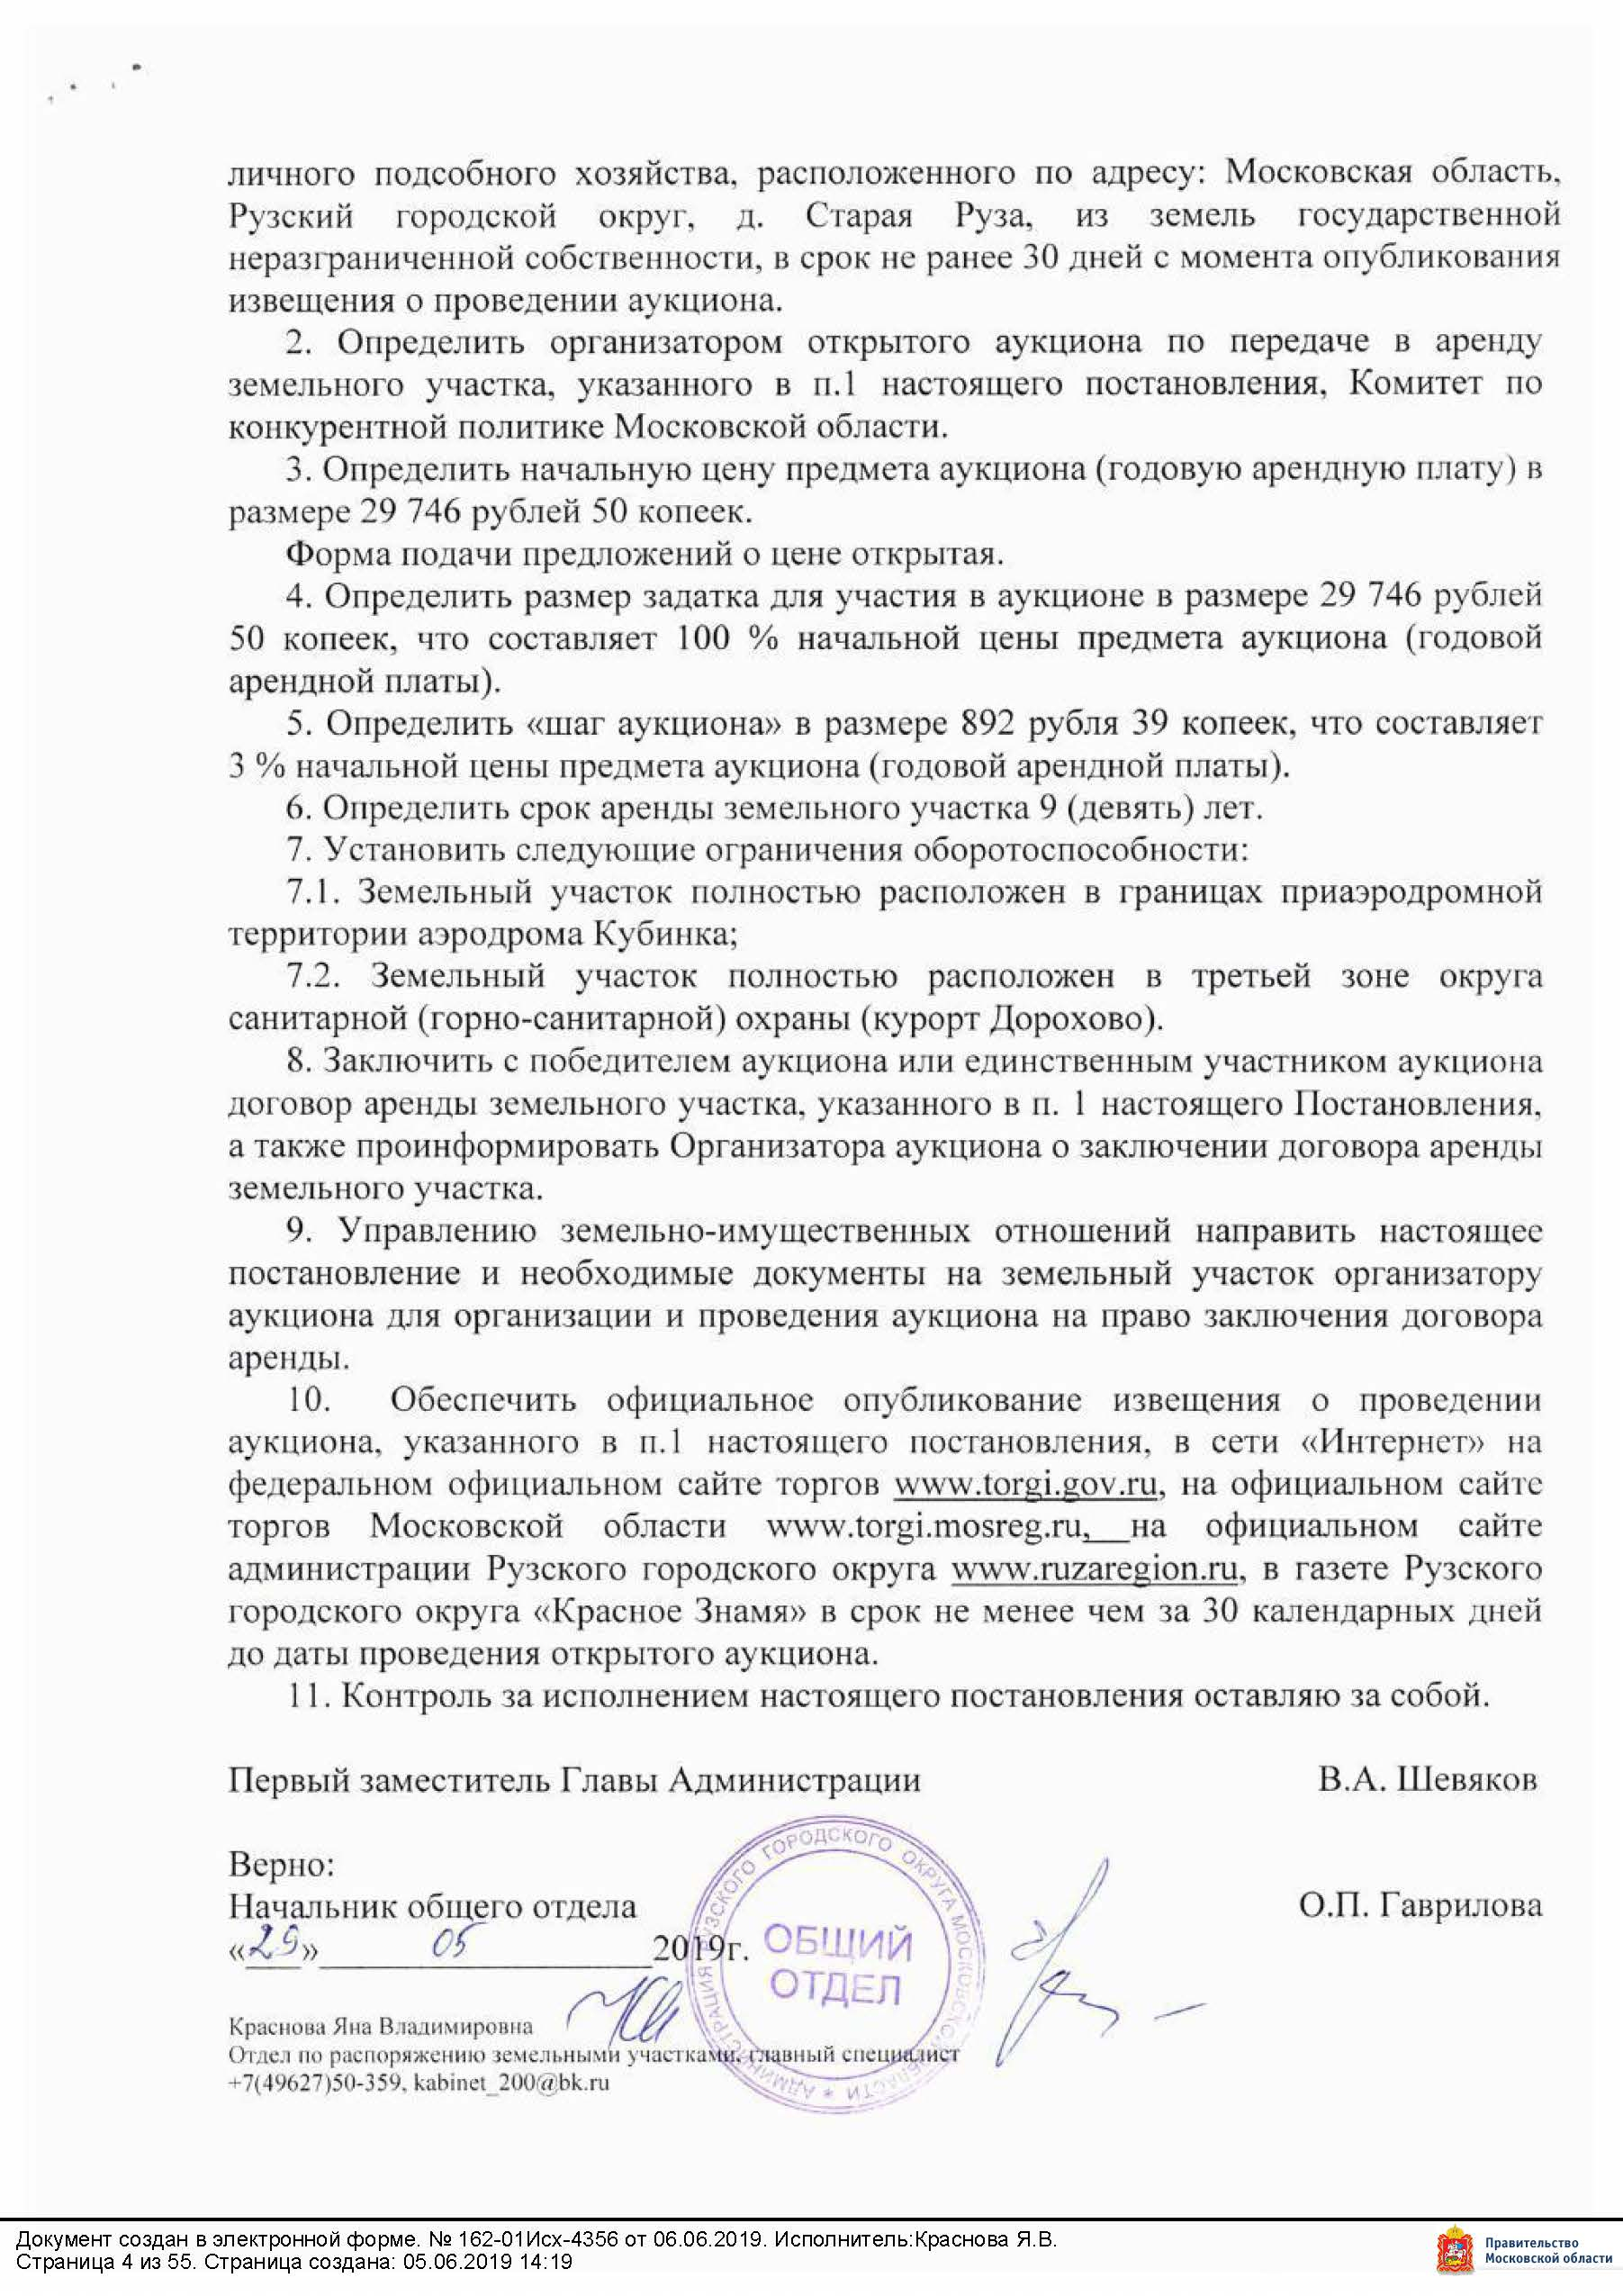 личного подсобного хозяйства, расположенного по адресу: Московская область,
Рузский городской округ, д. Старая Руза, из земель государственной
неразграниченной собственности, в срок не ранее 30 дней с момента опубликования
извещения о проведении аукциона.
2. Определить организатором открытого аукциона по передаче в аренду
земельного участка, указанного в п.1 настоящего постановления, Комитет по
конкурентной политике Московской области.
3. Определить начальную цену предмета аукциона (годовую арендную плату) в
размере 29 746 рублей 50 копеек.
Форма подачи предложений о цене открытая.
4. Определить размер задатка для участия в аукционе в размере 29 746 рублей
50 копеек, что составляет 100 % начальной цены предмета аукциона (годовой
арендной платы).
5. Определить «шаг аукциона» в размере 892 рубля 39 копеек, что составляет
3 % начальной цены предмета аукциона (годовой арендной платы).
6. Определить срок аренды земельного участка 9 (девять) лет.
7. Установить следующие ограничения оборотоспособности:
7.1. Земельный участок полностью расположен в границах приаэродромной
территории аэродрома Кубинка;
7.2. Земельный участок полностью расположен в третьей зоне округа
санитарной (горно-санитарной) охраны (курорт Дорохово).
8. Заключить с победителем аукциона или единственным участником аукциона
договор аренды земельного участка, указанного в п. 1 настоящего Постановления,
а также проинформировать Организатора аукциона о заключении договора аренды
земельного участка.
9. Управлению земельно-имущественных отношений направить настоящее
постановление и необходимые документы на земельный участок организатору
аукциона для организации и проведения аукциона на право заключения договора
аренды.
10. Обеспечить официальное опубликование извещения о проведении
аукциона, указанного в п.1 настоящего постановления, в сети «Интернет» на
федеральном официальном сайте торгов www.torgi.gov.ru, на официальном сайте
торгов Московской области www.torgi.mosreg.ru, на официальном сайте
администрации Рузского городского округа www.ruzaregion.ru, в газете Рузского
городского округа «Красное Знамя» в срок не менее чем за 30 календарных дней
до даты проведения открытого аукциона.
11. Контроль за исполнением настоящего постановления оставляю за собой.
Первый заместитель Главы Администрации В.А. Шевяков
Верно:
Начальник общего отдела О.П. Гаврилова
«29» 05 2019г.
АДМИНИСТРАЦИЯ РУЗСКОГО ГОРОДСКОГО ОКРУГА МОСКОВСКОЙ ОБЛАСТИ *
ОБЩИЙ
ОТДЕЛ
Краснова Яна Владимировна
Отдел по распоряжению земельными участками, главный специалист
+7(49627)50-359, kabinet_200@bk.ru
Документ создан в электронной форме. № 162-01Исх-4356 от 06.06.2019. Исполнитель:Краснова Я.В.
Страница 4 из 55. Страница создана: 05.06.2019 14:19
Правительство
Московской области